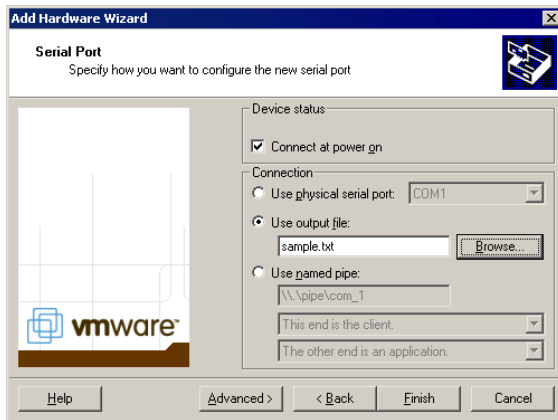 Add Hardware Wizard
Serial Port
Specify how you want to configure the new serial port
Device status
Connect at power on
Connection
Use physical serial port:
COM1
Use output file:
sample.txt
Browse...
Use named pipe:
\\.\pipe\com_1
This end is the client.
The other end is an application.
vmware™
Help
Advanced >
< Back
Finish
Cancel